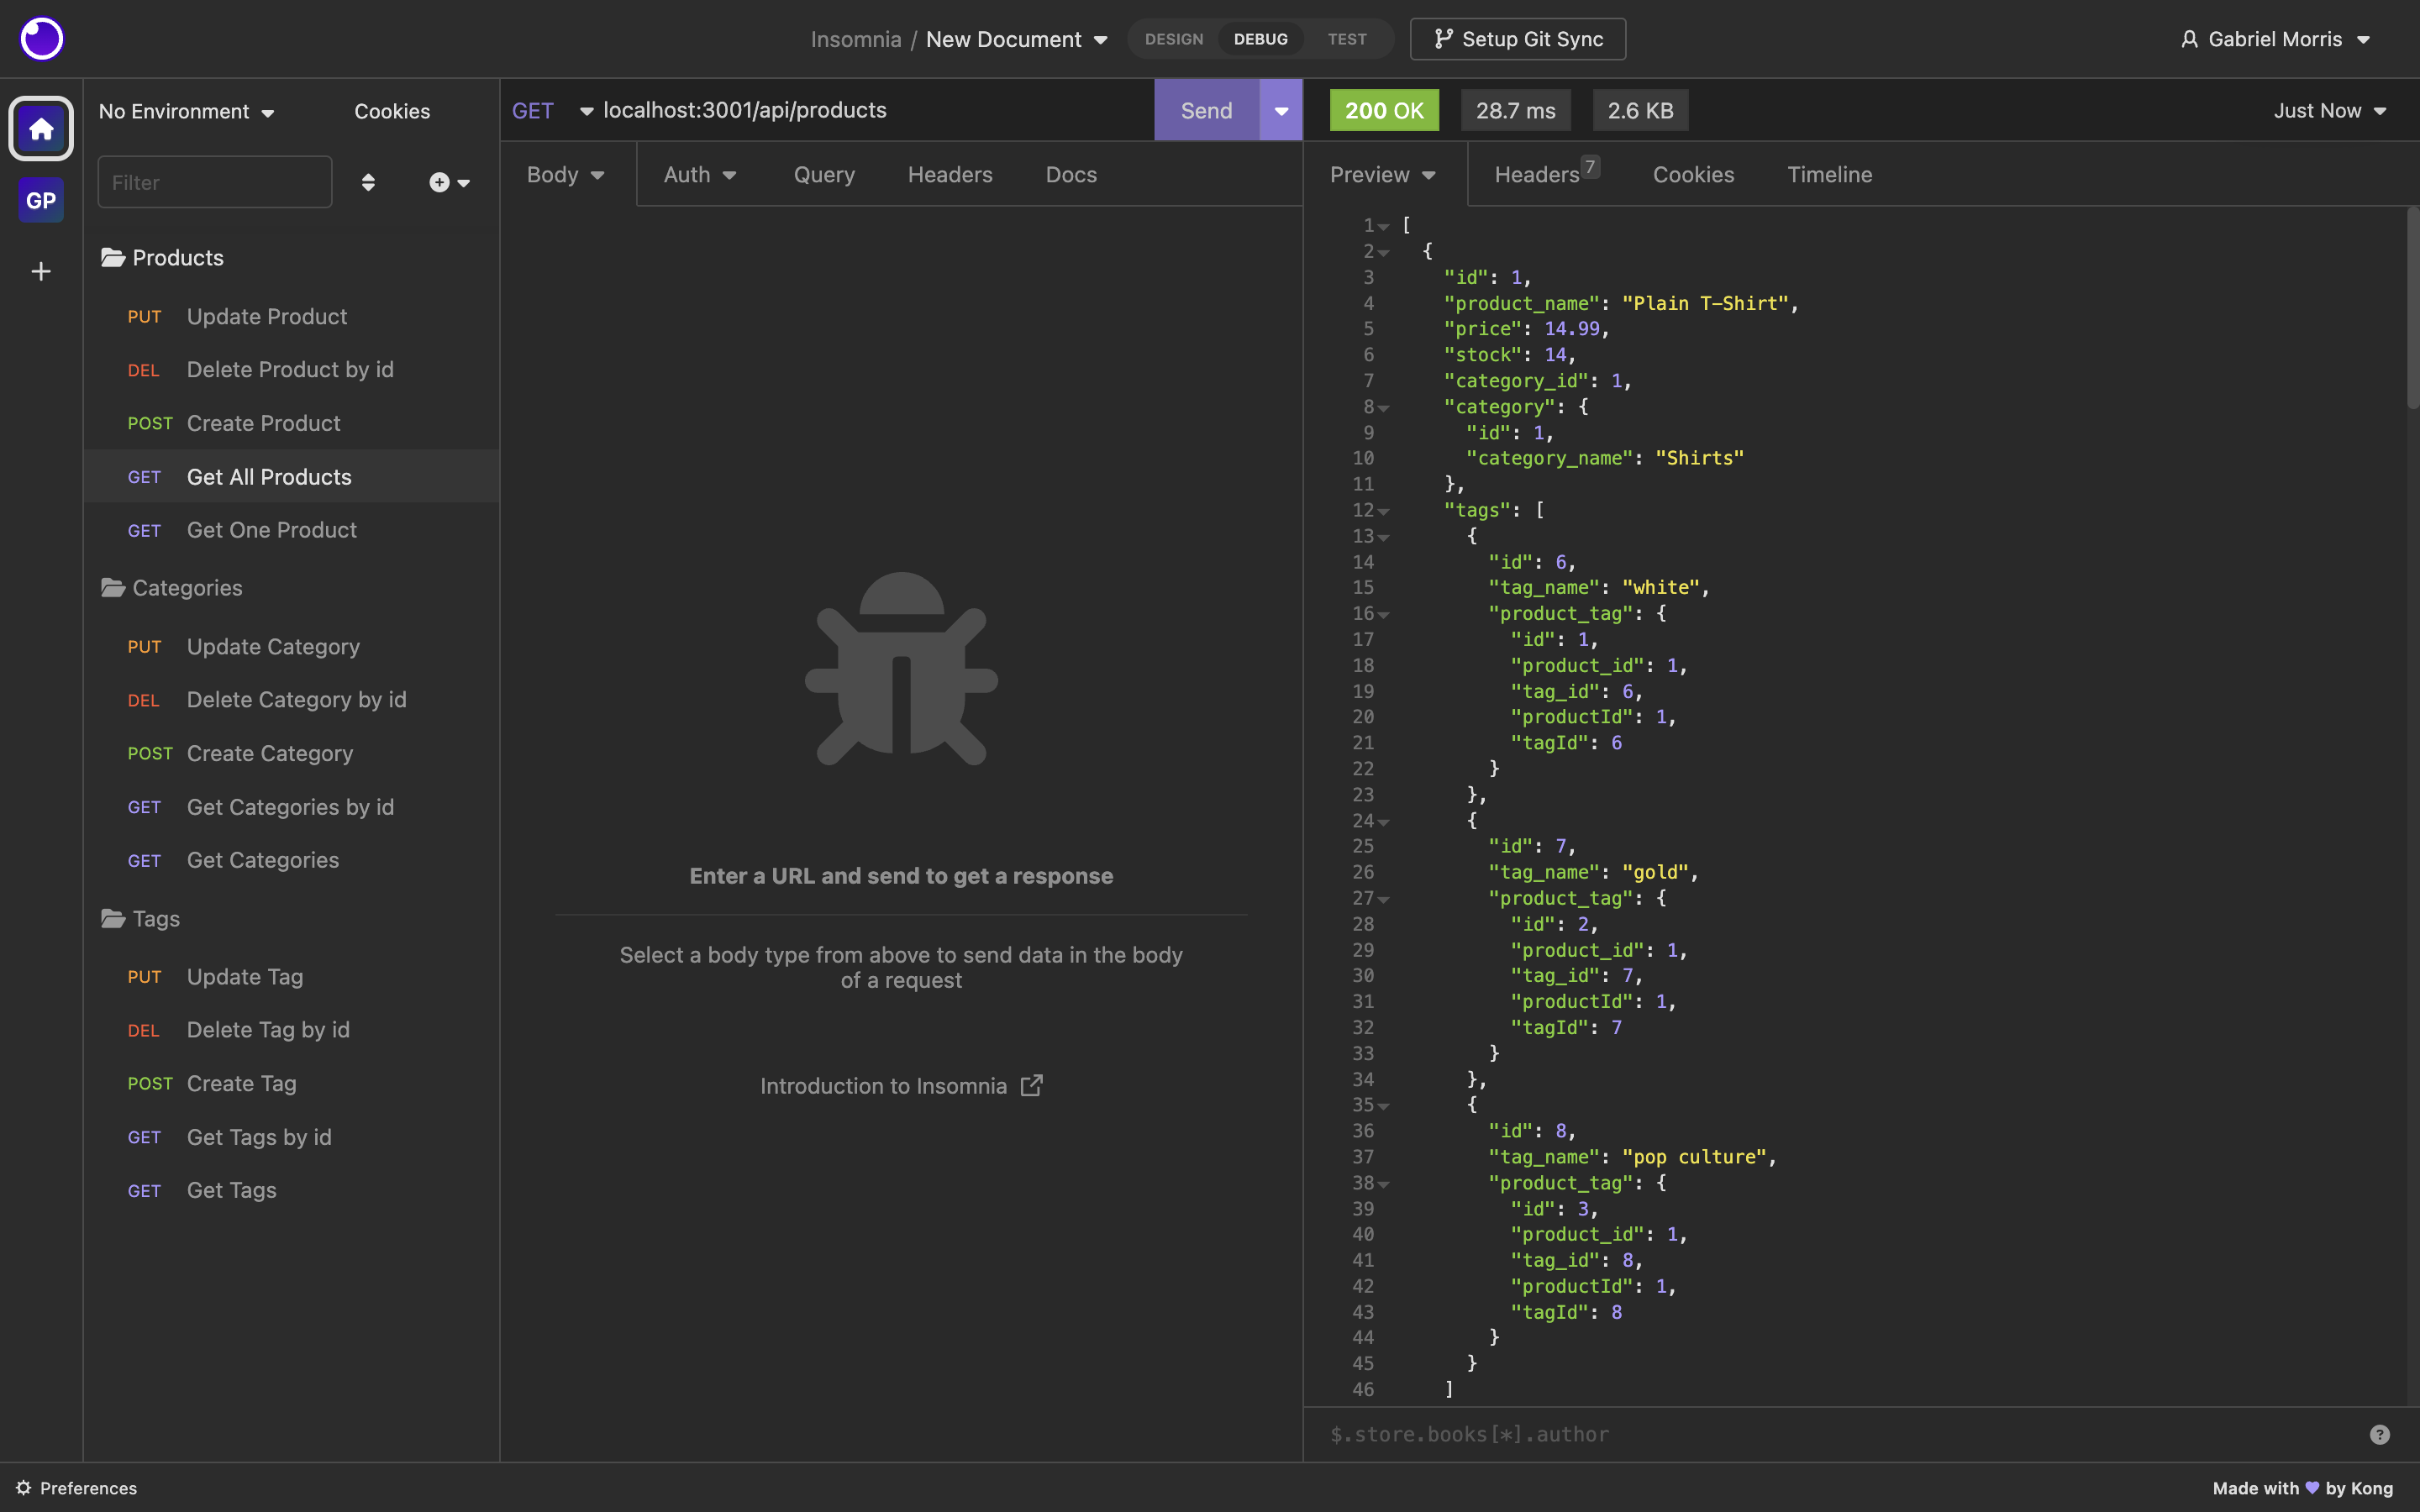 Insomnia / New Document
DESIGN DEBUG TEST
Setup Git Sync
Gabriel Morris
GP
No Environment
Cookies
Filter
Products
PUT Update Product
DEL Delete Product by id
POST Create Product
GET Get All Products
GET Get One Product
Categories
PUT Update Category
DEL Delete Category by id
POST Create Category
GET Get Categories by id
GET Get Categories
Tags
PUT Update Tag
DEL Delete Tag by id
POST Create Tag
GET Get Tags by id
GET Get Tags
GET localhost:3001/api/products Send
Body Auth Query Headers Docs
Enter a URL and send to get a response
Select a body type from above to send data in the body
of a request
Introduction to Insomnia
200 OK 28.7 ms 2.6 KB Just Now
Preview Headers 7 Cookies Timeline
1 [
2 {
3 "id": 1,
4 "product_name": "Plain T-Shirt",
5 "price": 14.99,
6 "stock": 14,
7 "category_id": 1,
8 "category": {
9 "id": 1,
10 "category_name": "Shirts"
11 },
12 "tags": [
13 {
14 "id": 6,
15 "tag_name": "white",
16 "product_tag": {
17 "id": 1,
18 "product_id": 1,
19 "tag_id": 6,
20 "productId": 1,
21 "tagId": 6
22 }
23 },
24 {
25 "id": 7,
26 "tag_name": "gold",
27 "product_tag": {
28 "id": 2,
29 "product_id": 1,
30 "tag_id": 7,
31 "productId": 1,
32 "tagId": 7
33 }
34 },
35 {
36 "id": 8,
37 "tag_name": "pop culture",
38 "product_tag": {
39 "id": 3,
40 "product_id": 1,
41 "tag_id": 8,
42 "productId": 1,
43 "tagId": 8
44 }
45 }
46 ]
$.store.books[*].author
?
Preferences
Made with 💜 by Kong